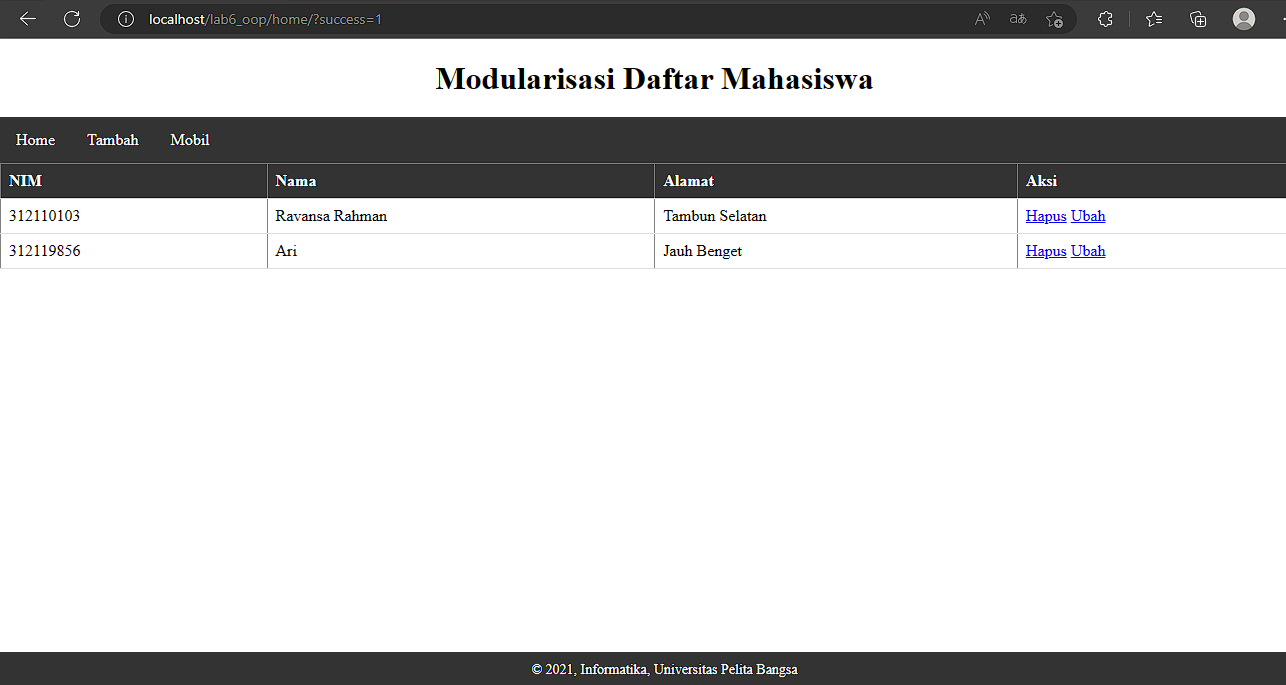 localhost/lab6_oop/home/?success=1
Modularisasi Daftar Mahasiswa
Home Tambah Mobil
NIM Nama Alamat Aksi
312110103 Ravansa Rahman Tambun Selatan Hapus Ubah
312119856 Ari Jauh Benget Hapus Ubah
© 2021, Informatika, Universitas Pelita Bangsa